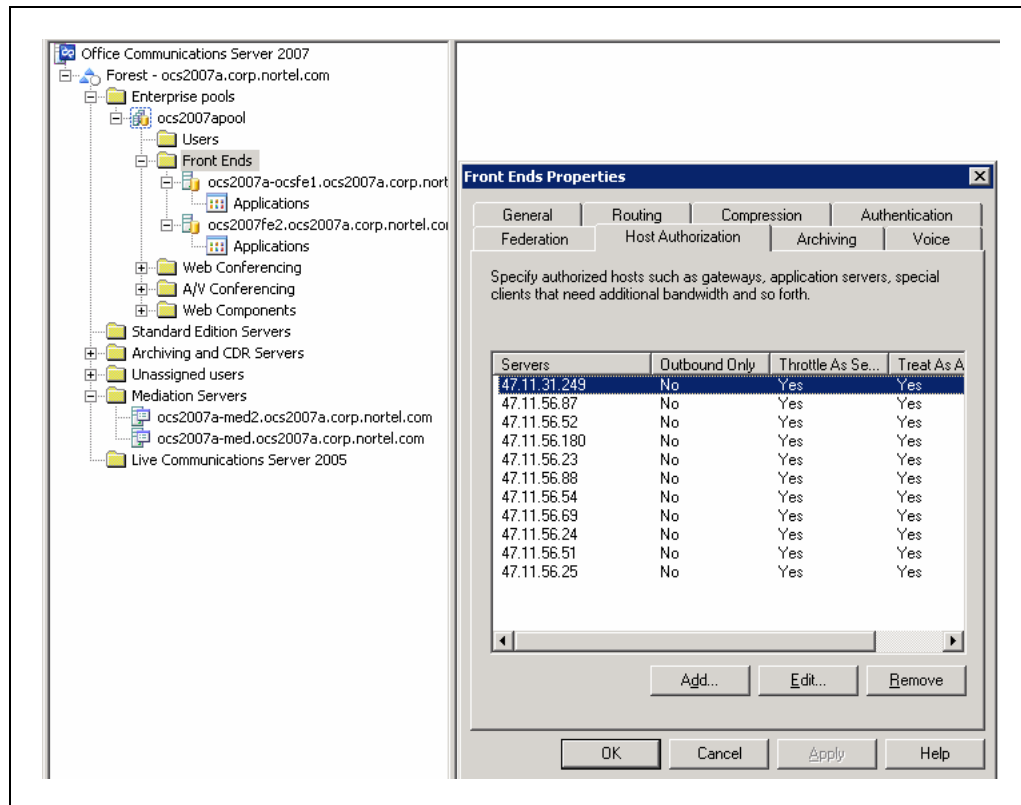 Office Communications Server 2007
Forest - ocs2007a.corp.nortel.com
Enterprise pools
ocs2007apool
Users
Front Ends
ocs2007a-ocsfe1.ocs2007a.corp.nort
Applications
ocs2007fe2.ocs2007a.corp.nortel.co
Applications
Web Conferencing
A/V Conferencing
Web Components
Standard Edition Servers
Archiving and CDR Servers
Unassigned users
Mediation Servers
ocs2007a-med2.ocs2007a.corp.nortel.com
ocs2007a-med.ocs2007a.corp.nortel.com
Live Communications Server 2005
Front Ends Properties
General Routing Compression Authentication
Federation Host Authorization Archiving Voice
Specify authorized hosts such as gateways, application servers, special
clients that need additional bandwidth and so forth.
Servers Outbound Only Throttle As Se... Treat As A
47.11.31.249 No Yes Yes
47.11.56.87 No Yes Yes
47.11.56.52 No Yes Yes
47.11.56.180 No Yes Yes
47.11.56.23 No Yes Yes
47.11.56.88 No Yes Yes
47.11.56.54 No Yes Yes
47.11.56.69 No Yes Yes
47.11.56.24 No Yes Yes
47.11.56.51 No Yes Yes
47.11.56.25 No Yes Yes
Add... Edit... Remove
OK Cancel Apply Help